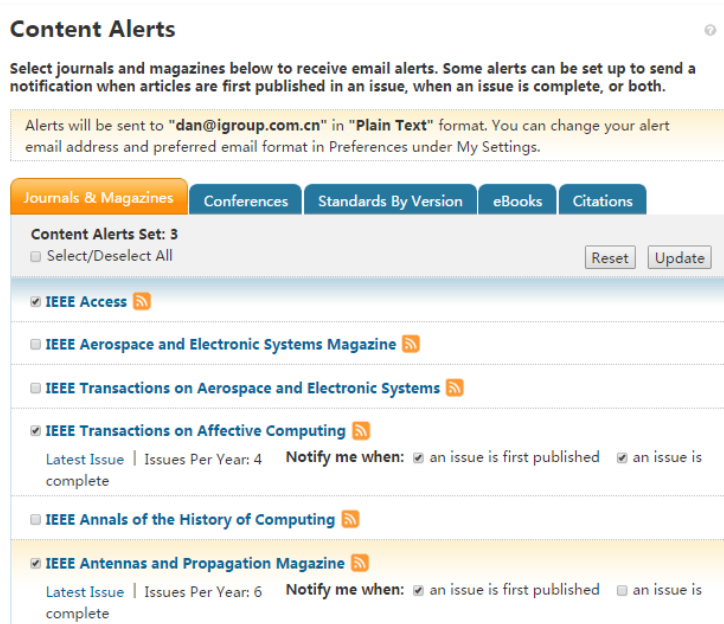 Content Alerts
Select journals and magazines below to receive email alerts. Some alerts can be set up to send a
notification when articles are first published in an issue, when an issue is complete, or both.
Alerts will be sent to "dan@igroup.com.cn" in "Plain Text" format. You can change your alert
email address and preferred email format in Preferences under My Settings.
Journals & Magazines Conferences Standards By Version eBooks Citations
Content Alerts Set: 3
Select/Deselect All Reset Update
IEEE Access
IEEE Aerospace and Electronic Systems Magazine
IEEE Transactions on Aerospace and Electronic Systems
IEEE Transactions on Affective Computing
Latest Issue | Issues Per Year: 4 Notify me when: an issue is first published an issue is
complete
IEEE Annals of the History of Computing
IEEE Antennas and Propagation Magazine
Latest Issue | Issues Per Year: 6 Notify me when: an issue is first published an issue is
complete